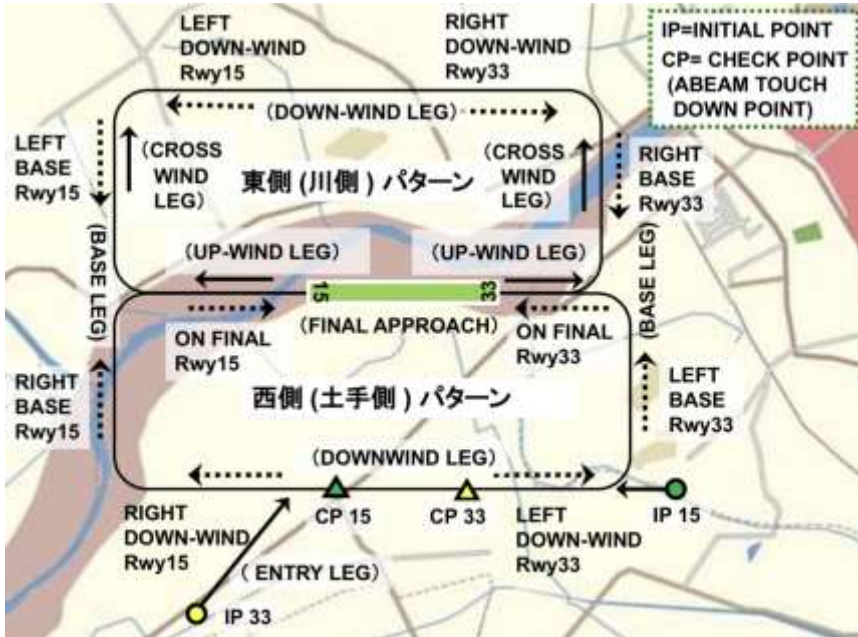 IP=INITIAL POINT
CP= CHECK POINT
(ABEAM TOUCH
DOWN POINT)
LEFT
DOWN-WIND
Rwy15
RIGHT
DOWN-WIND
Rwy33
(DOWN-WIND LEG)
LEFT
BASE
Rwy15
(CROSS
WIND
LEG)
東側 (川側 ) パターン
(CROSS
WIND
LEG)
RIGHT
BASE
Rwy33
(BASE LEG)
(UP-WIND LEG)
(UP-WIND LEG)
(BASE LEG)
15
33
ON FINAL
Rwy15
(FINAL APPROACH)
ON FINAL
Rwy33
RIGHT
BASE
Rwy15
西側 (土手側 ) パターン
LEFT
BASE
Rwy33
(DOWNWIND LEG)
RIGHT
DOWN-WIND
Rwy15
CP 15
CP 33
LEFT
DOWN-WIND
Rwy33
IP 15
( ENTRY LEG)
IP 33